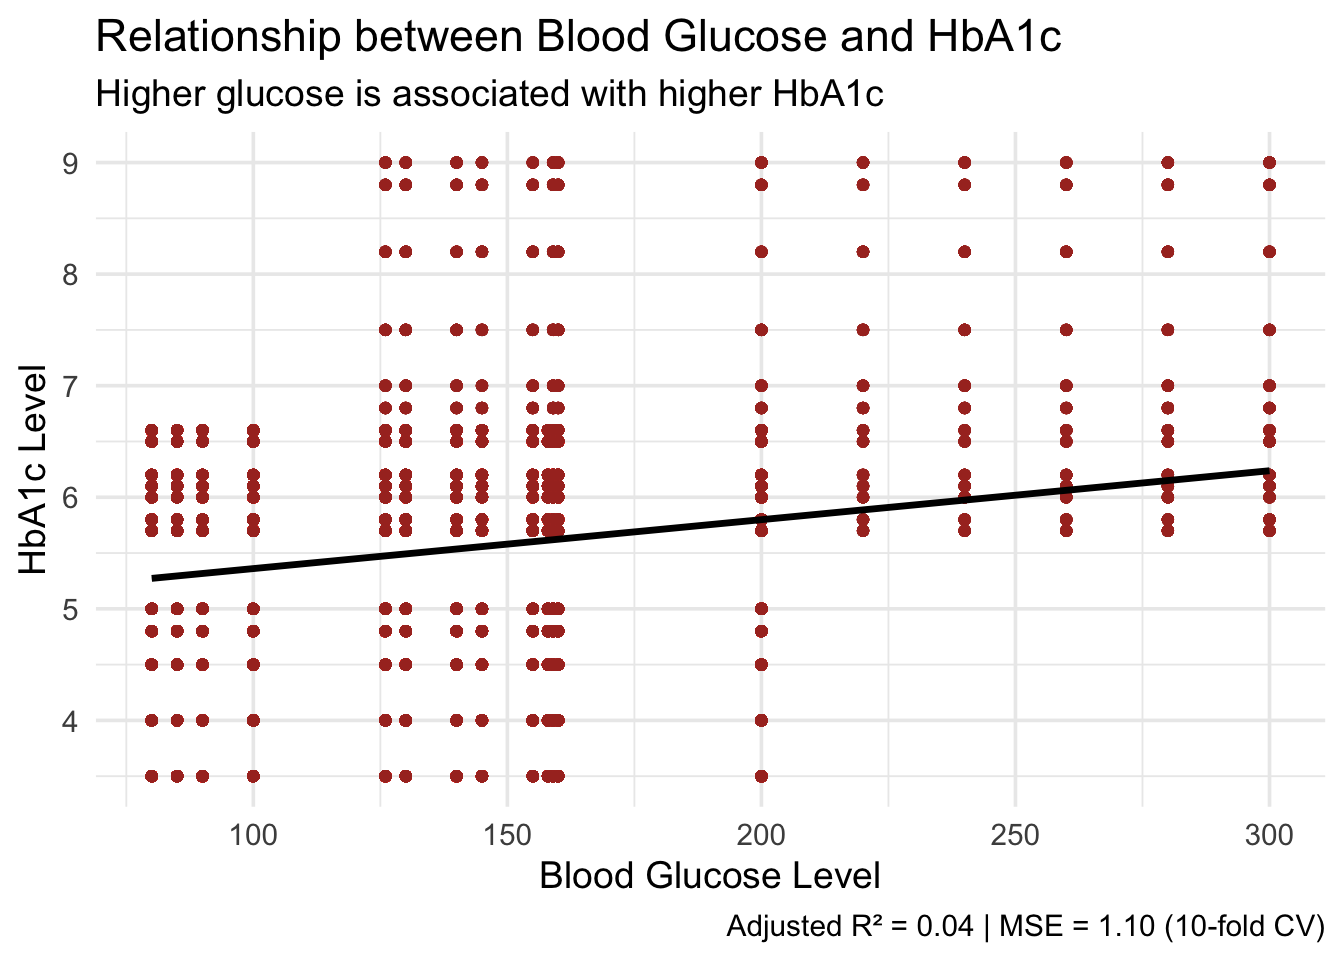 Relationship between Blood Glucose and HbA1c
Higher glucose is associated with higher HbA1c
HbA1c Level
9
8
7
6
5
4
100 150 200 250 300
Blood Glucose Level
Adjusted R² = 0.04 | MSE = 1.10 (10-fold CV)